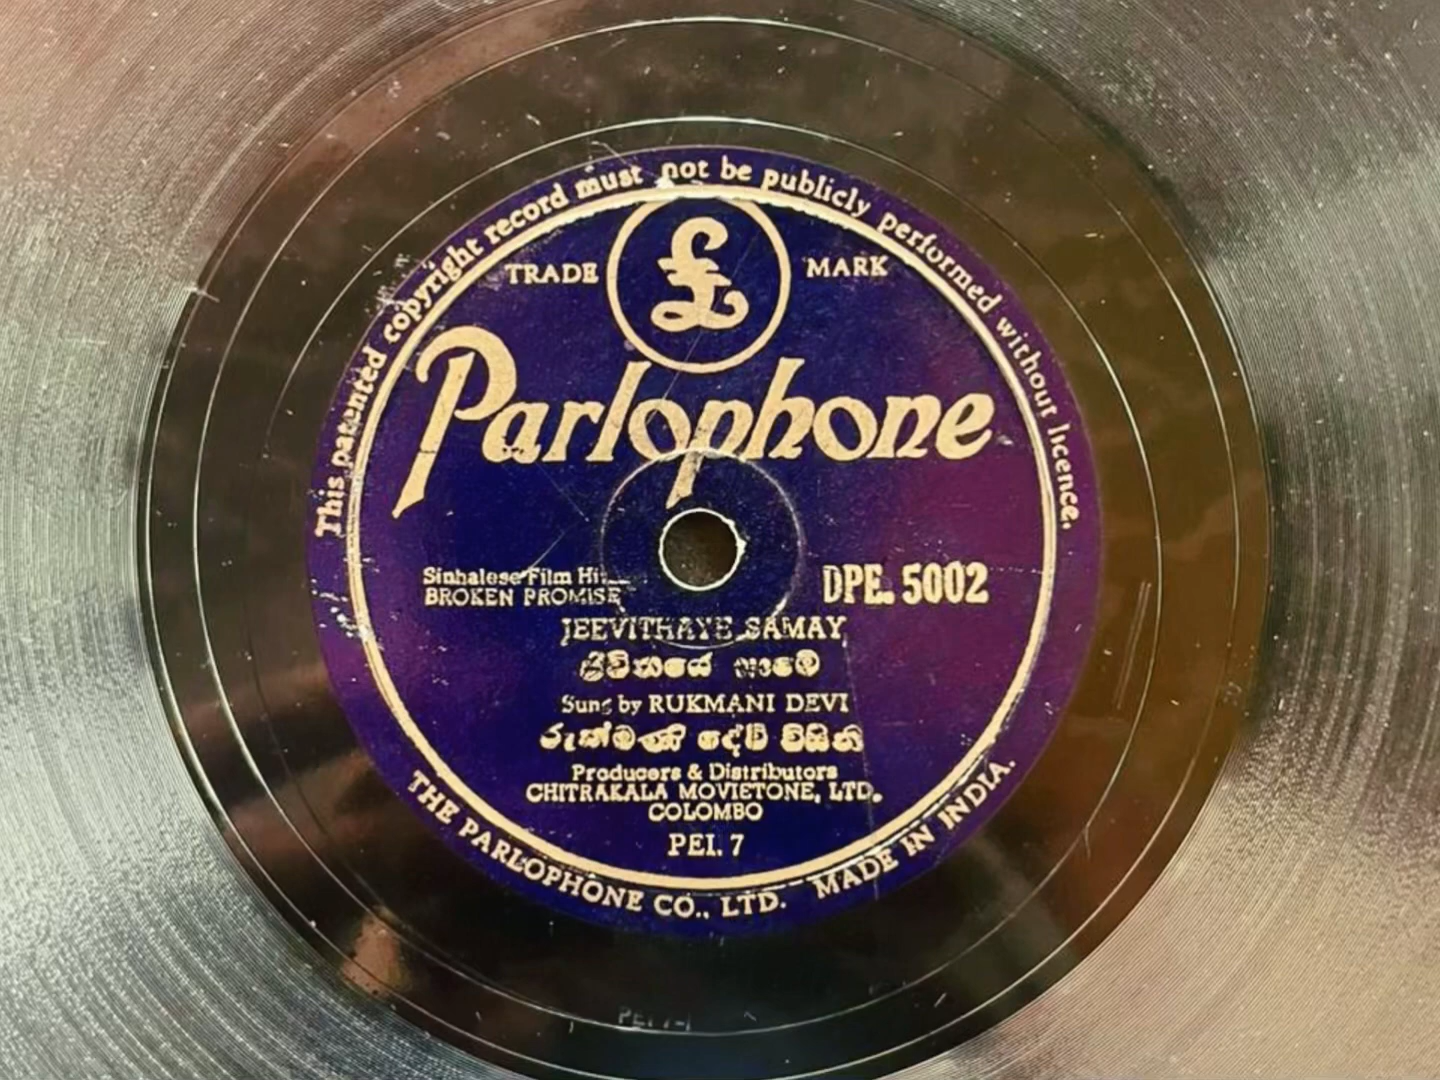 This patented copyright record must not be publicly performed without licence.
TRADE MARK
£
Parlophone
Sinhalese Film Hi
BROKEN PROMISE
DPE. 5002
JEEVITHAYE SAMAY
ජීවිතයේ සාමේ
Sung by RUKMANI DEVI
රුක්මණී දේවී විසිනි
Producers & Distributors
CHITRAKALA MOVIETONE, LTD.
COLOMBO
PEI. 7
THE PARLOPHONE CO., LTD. MADE IN INDIA.